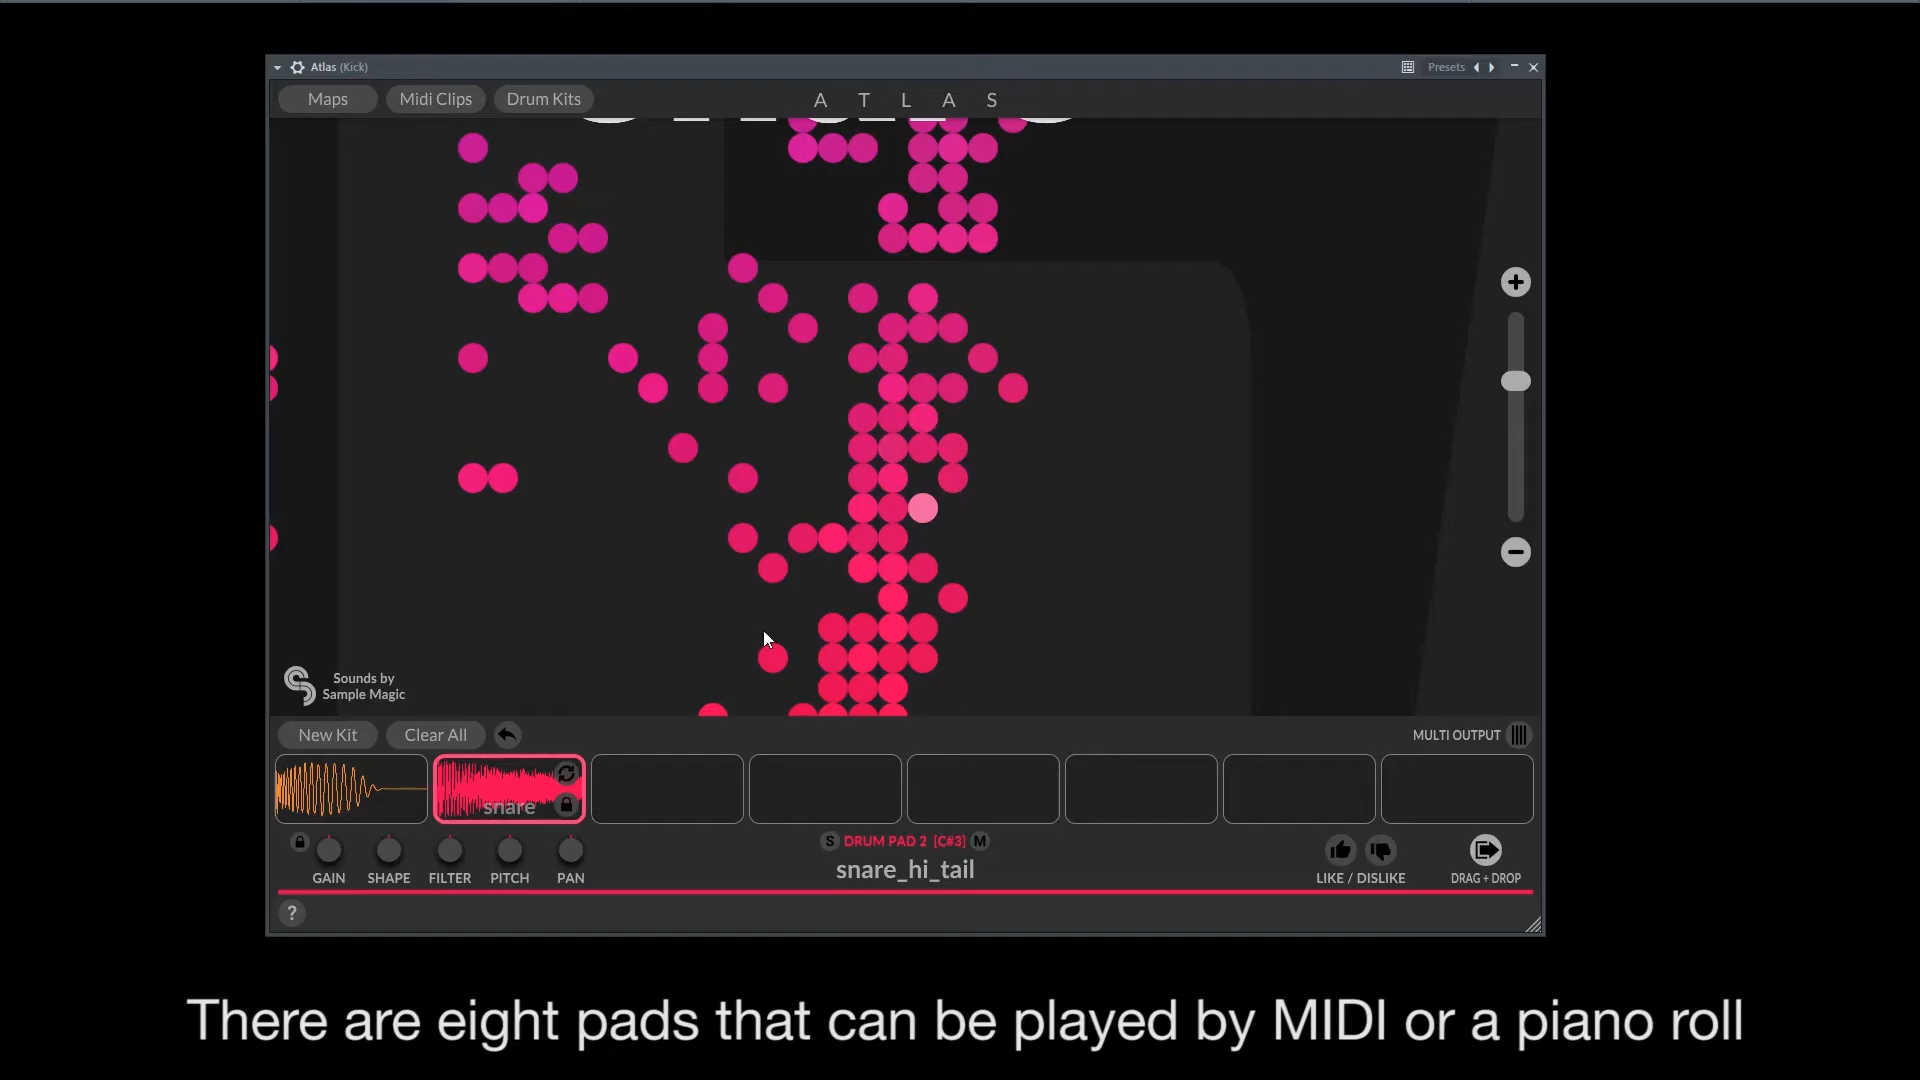 Atlas (Kick)
Presets
Maps
Midi Clips
Drum Kits
A T L A S
Sounds by
Sample Magic
New Kit
Clear All
MULTI OUTPUT
snare
S DRUM PAD 2 [C#3] M
snare_hi_tail
GAIN
SHAPE
FILTER
PITCH
PAN
LIKE / DISLIKE
DRAG + DROP
?
There are eight pads that can be played by MIDI or a piano roll